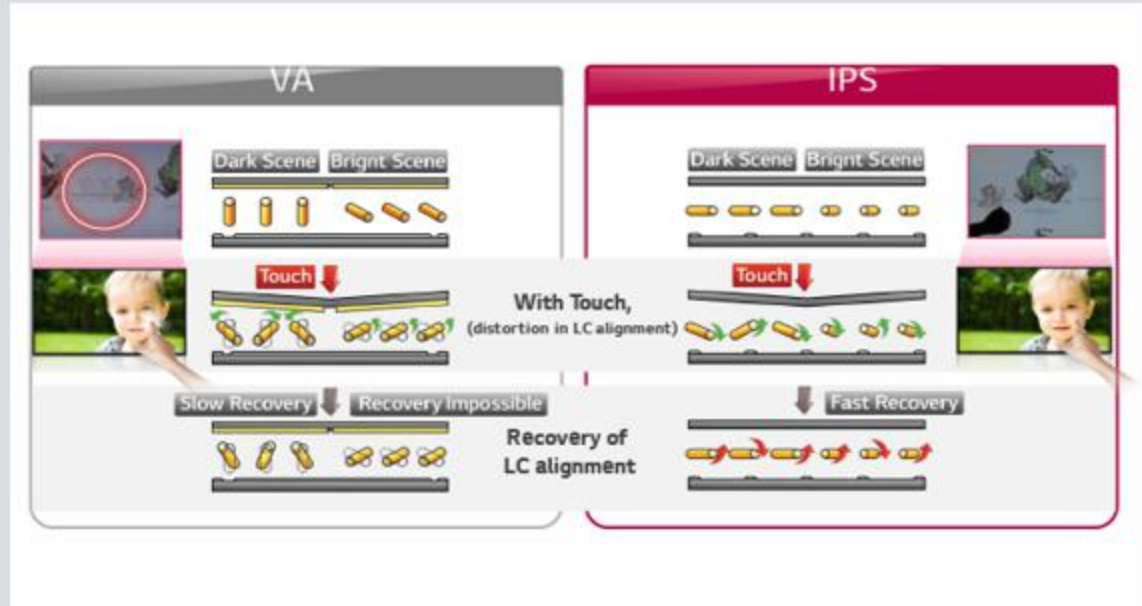 VA
IPS
Dark Scene
Brignt Scene
Dark Scene
Brignt Scene
Touch
With Touch,
(distortion in LC alignment)
Touch
Slow Recovery
Recovery Impossible
Fast Recovery
Recovery of
LC alignment